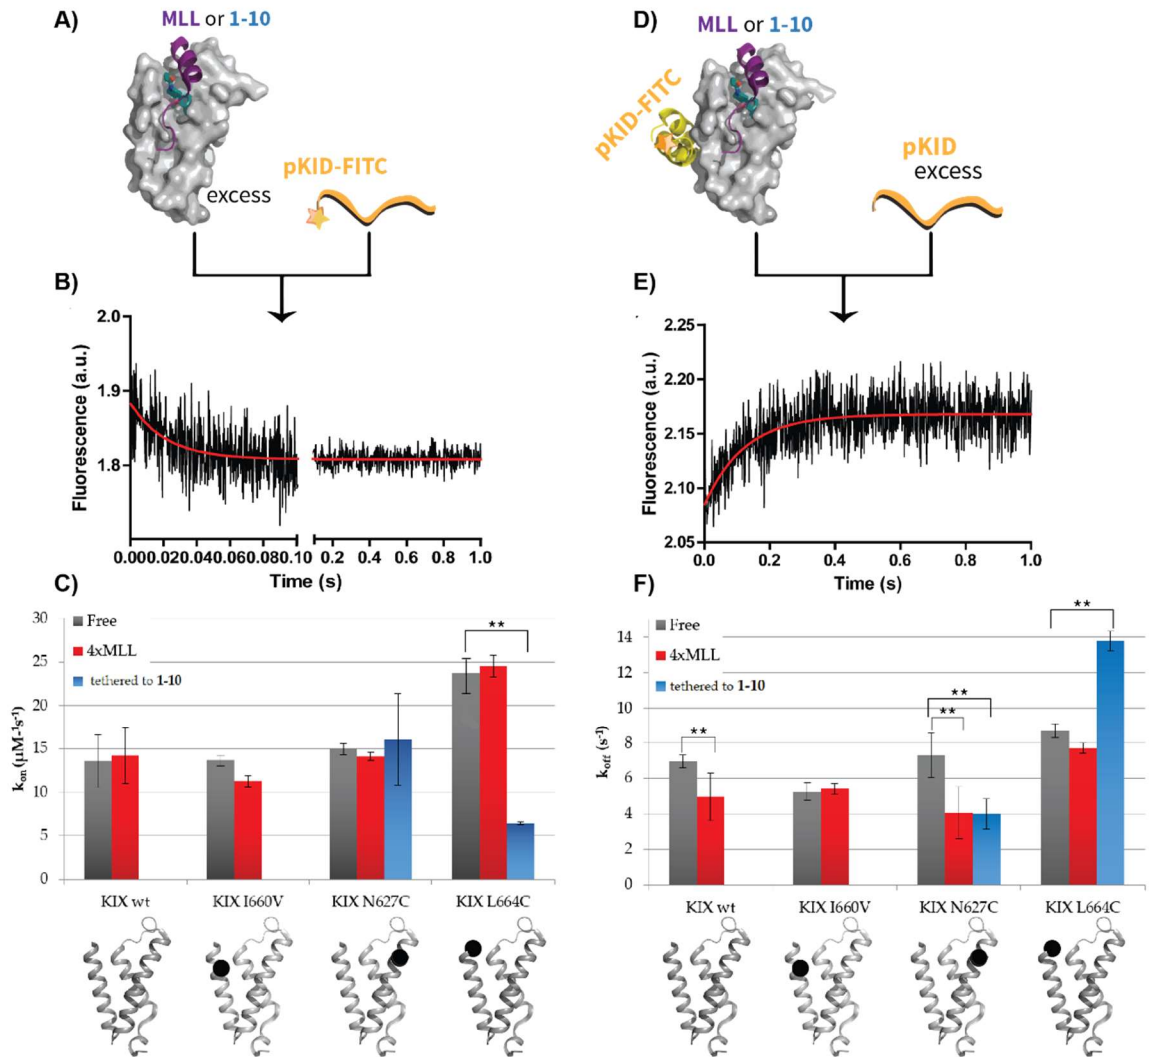 A)
MLL or 1-10
pKID-FITC
excess
B)
2.0
1.9
1.8
Fluorescence (a.u.)
0.000.020.040.060.080.10 0.2 0.4 0.6 0.8 1.0
Time (s)
C)
30
25
20
15
10
5
0
kon (μM-¹s⁻¹)
Free
4xMLL
tethered to 1-10
**
KIX wt KIX I660V KIX N627C KIX L664C
D)
MLL or 1-10
pKID-FITC
pKID
excess
E)
2.25
2.20
2.15
2.10
2.05
Fluorescence (a.u.)
0.0 0.2 0.4 0.6 0.8 1.0
Time (s)
F)
14
12
10
8
6
4
2
0
koff (s⁻¹)
Free
4xMLL
tethered to 1-10
**
**
**
**
KIX wt KIX I660V KIX N627C KIX L664C